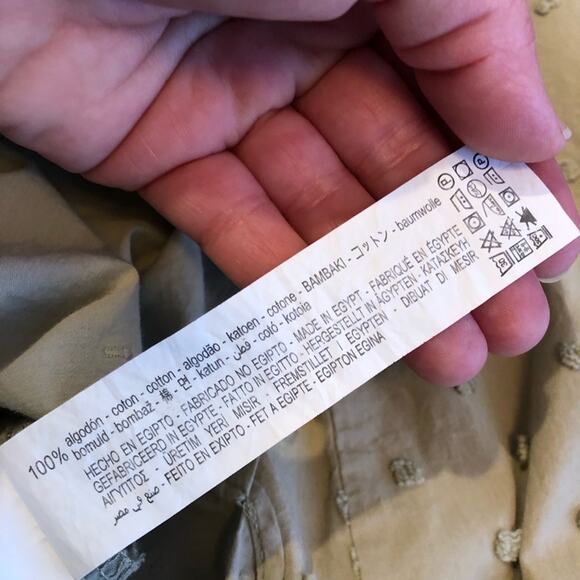 100% algodón - coton - cotton - algodão - katoen - cotone - BAMBAKI - コットン - baumwolle
bomuld - bombaž - 棉 - 면 - katun - قطن - cotó - kotoia
HECHO EN EGIPTO - FABRICADO NO EGIPTO - MADE IN EGYPT - FABRIQUÉ EN ÉGYPTE
GEFABRICEERD IN EGYPTE; FATTO IN EGITTO - HERGESTELLT IN ÄGYPTEN - ΚΑΤΑΣΚΕΥΗ
ΑΙΓΥΠΤΟΣ - ÜRETIM YERI MISIR - FREMSTILLET I EGYPTEN - DIBUAT DI MESIR
صنع في مصر - FEITO EN EXIPTO - FET A EGIPTE - EGIPTON EGINA